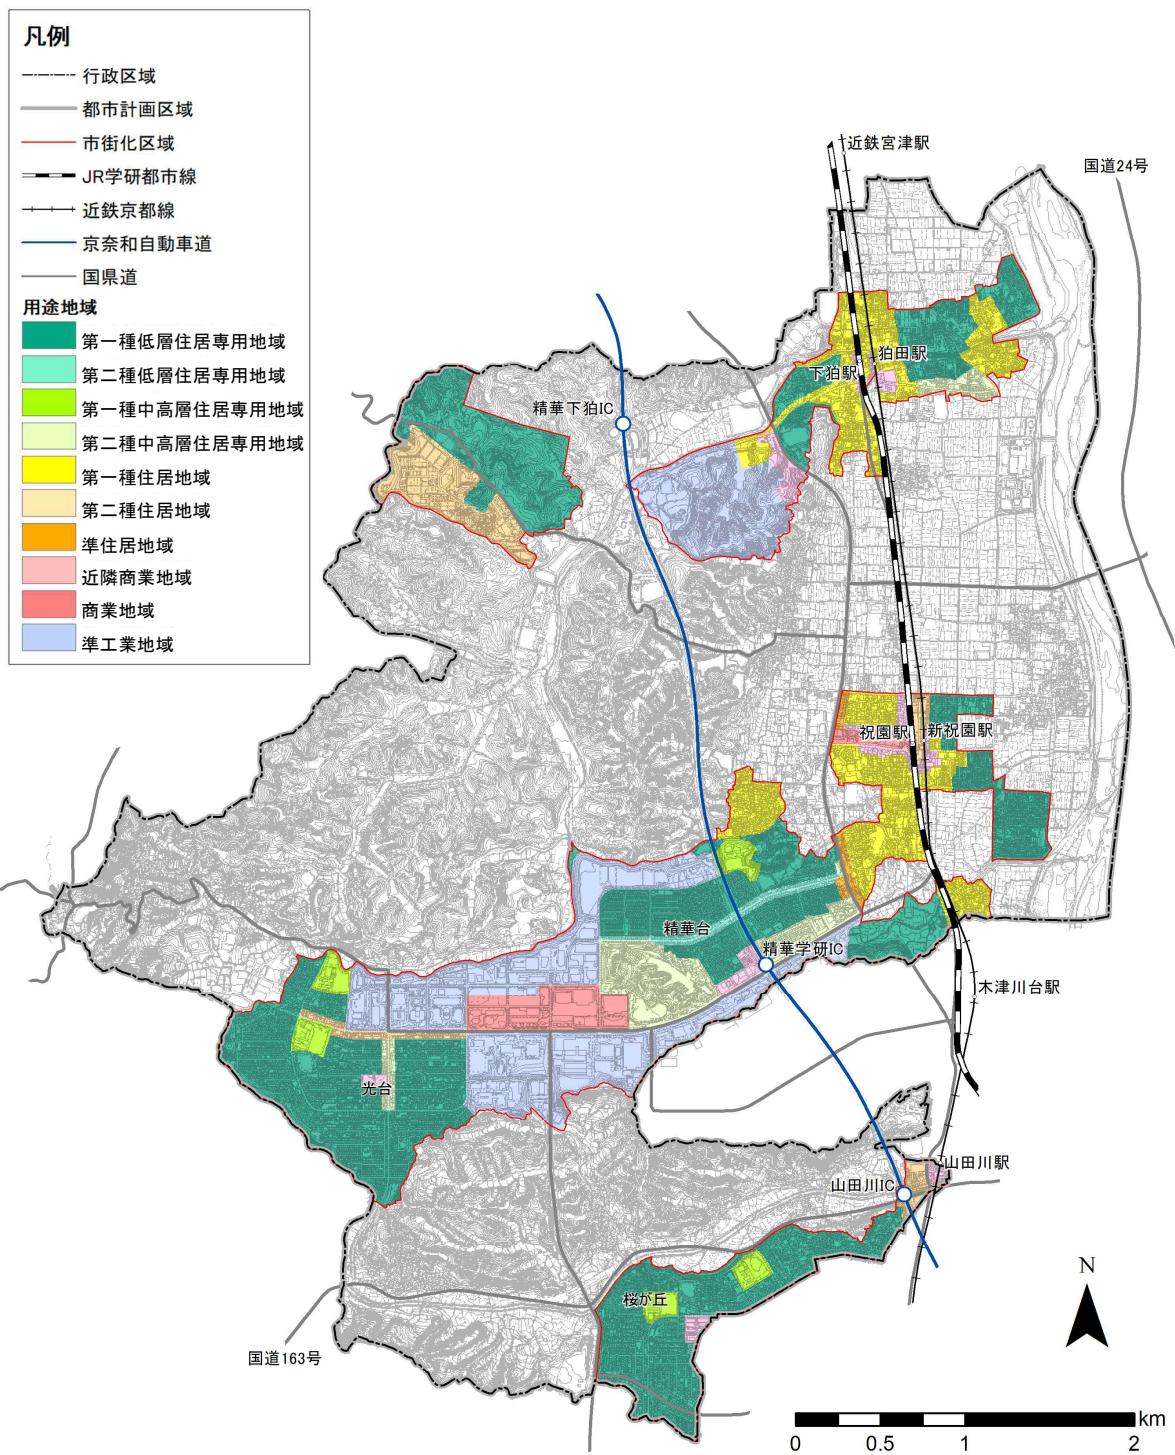 凡例
行政区域
都市計画区域
市街化区域
JR学研都市線
近鉄京都線
京奈和自動車道
国県道
用途地域
第一種低層住居専用地域
第二種低層住居専用地域
第一種中高層住居専用地域
第二種中高層住居専用地域
第一種住居地域
第二種住居地域
準住居地域
近隣商業地域
商業地域
準工業地域
近鉄宮津駅
国道24号
狛田駅
下狛駅
精華下狛IC
祝園駅
新祝園駅
精華台
精華学研IC
木津川台駅
光台
山田川駅
山田川IC
桜が丘
国道163号
N
km
0
0.5
1
2